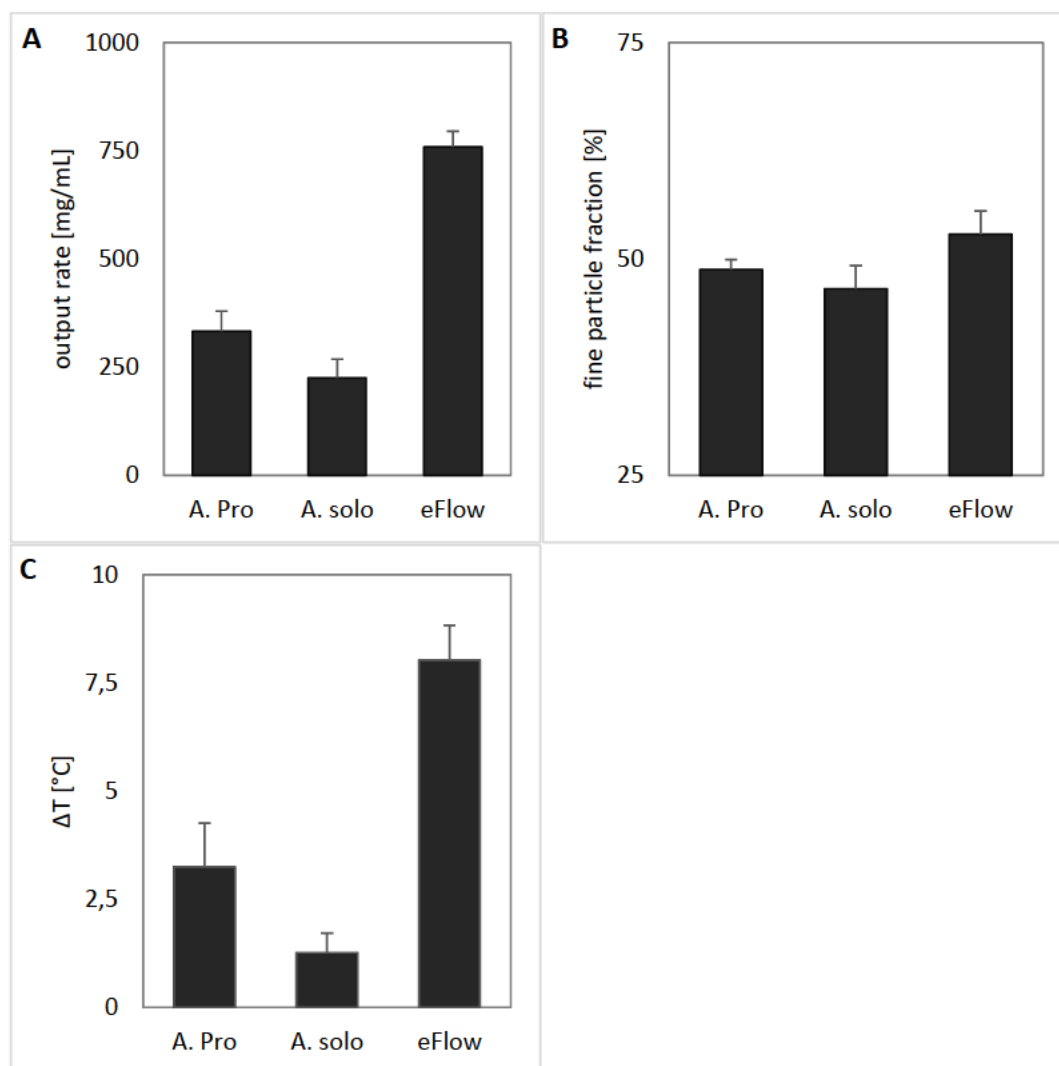 A
output rate [mg/mL]
1000
750
500
250
0
A. Pro A. solo eFlow
B
fine particle fraction [%]
75
50
25
A. Pro A. solo eFlow
C
ΔT [°C]
10
7,5
5
2,5
0
A. Pro A. solo eFlow